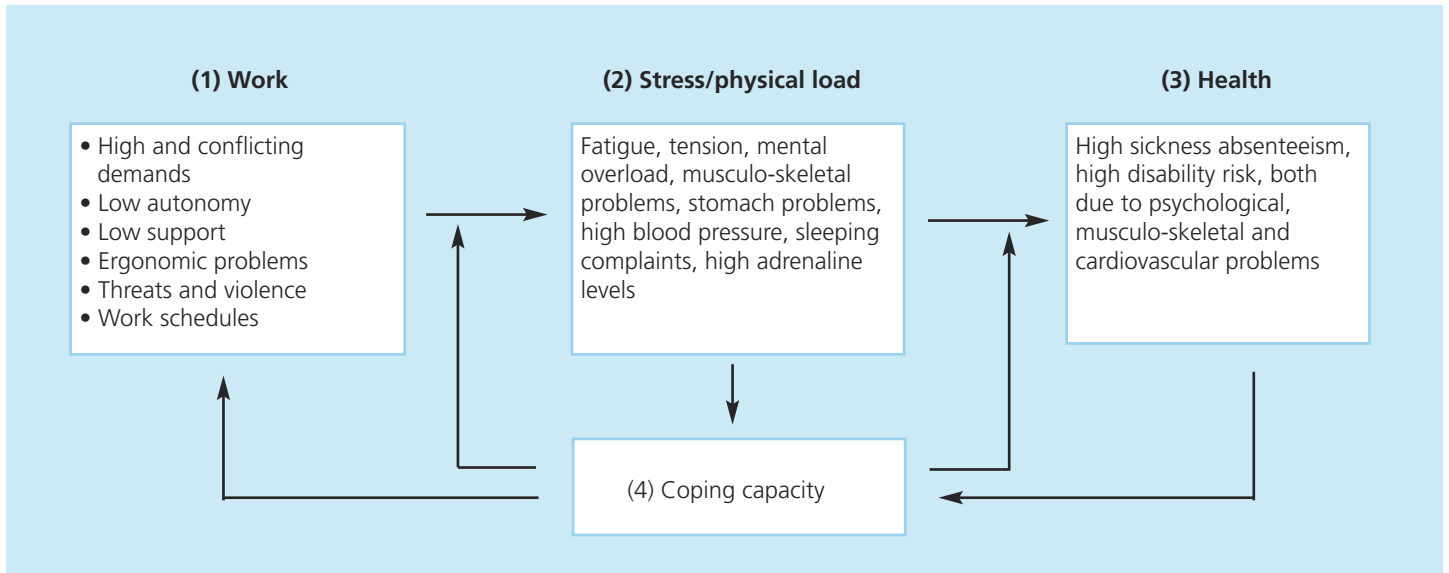 (1) Work
• High and conflicting
demands
• Low autonomy
• Low support
• Ergonomic problems
• Threats and violence
• Work schedules
(2) Stress/physical load
Fatigue, tension, mental
overload, musculo-skeletal
problems, stomach problems,
high blood pressure, sleeping
complaints, high adrenaline
levels
(3) Health
High sickness absenteeism,
high disability risk, both
due to psychological,
musculo-skeletal and
cardiovascular problems
(4) Coping capacity